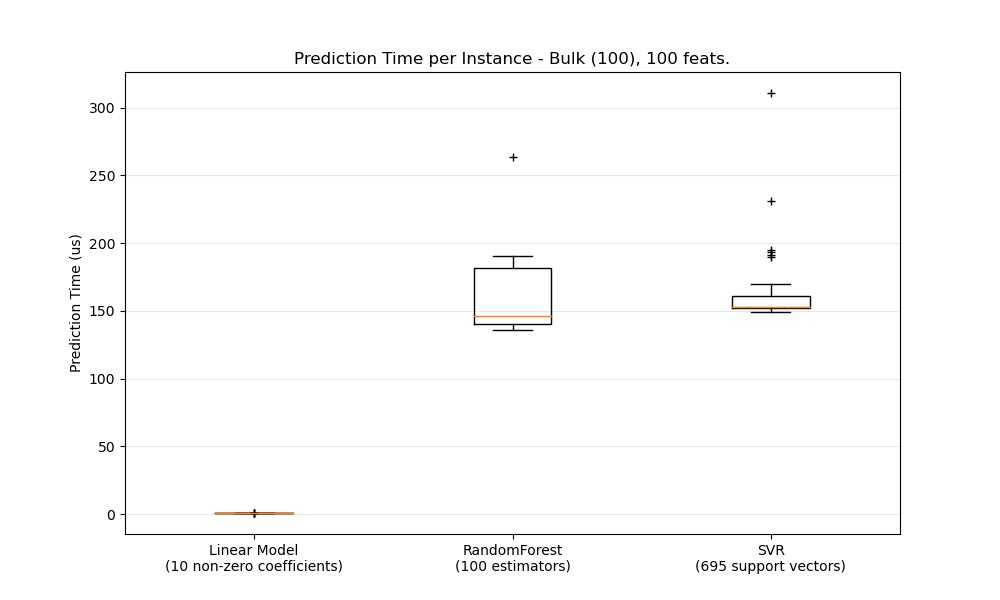 Prediction Time per Instance - Bulk (100), 100 feats.
Prediction Time (us)
300
250
200
150
100
50
0
Linear Model
(10 non-zero coefficients)
RandomForest
(100 estimators)
SVR
(695 support vectors)